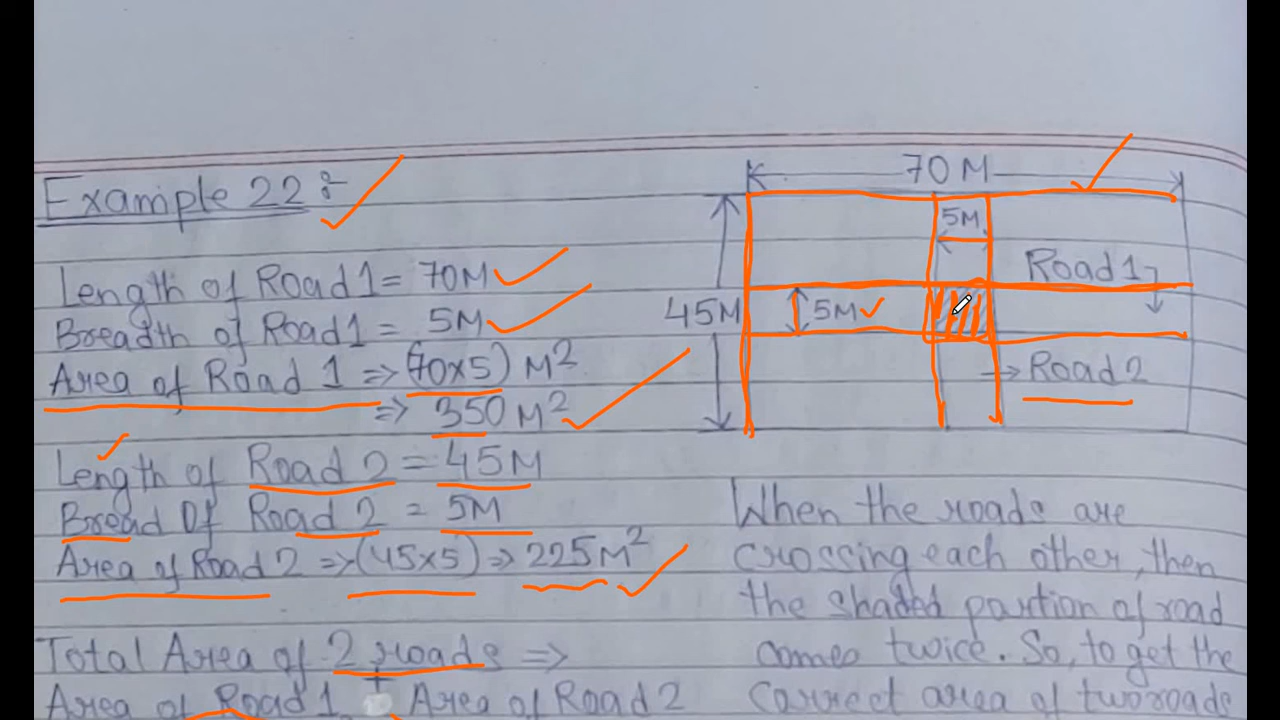 Example 22:-
Length of Road 1 = 70M
Breadth of Road 1 = 5M
Area of Road 1 => (70x5) M²
=> 350 M²
Length of Road 2 = 45M
Bread Of Road 2 = 5M
Area of Road 2 => (45x5) => 225 M²
Total Area of 2 roads =>
Area of Road 1 + Area of Road 2
70 M
5M
Road 1
45M
5M
Road 2
When the roads are
crossing each other, then
the shaded partion of road
comes twice. So, to get the
correct area of two roads